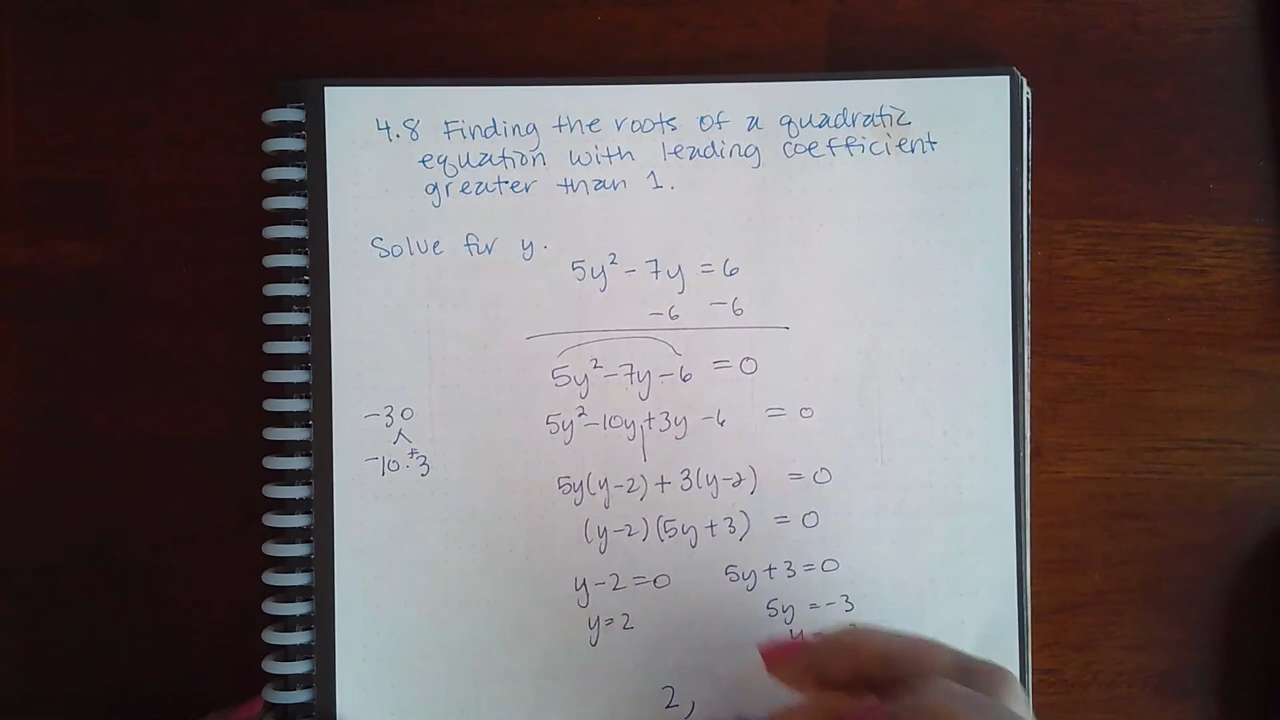 4.8 Finding the roots of a quadratic
equation with leading coefficient
greater than 1.
Solve for y.
5y² - 7y = 6
-6 -6
5y² - 7y - 6 = 0
5y² - 10y + 3y - 6 = 0
-30
-10 · +3
5y(y-2) + 3(y-2) = 0
(y-2)(5y+3) = 0
y-2=0 5y+3=0
y=2 5y = -3
2,